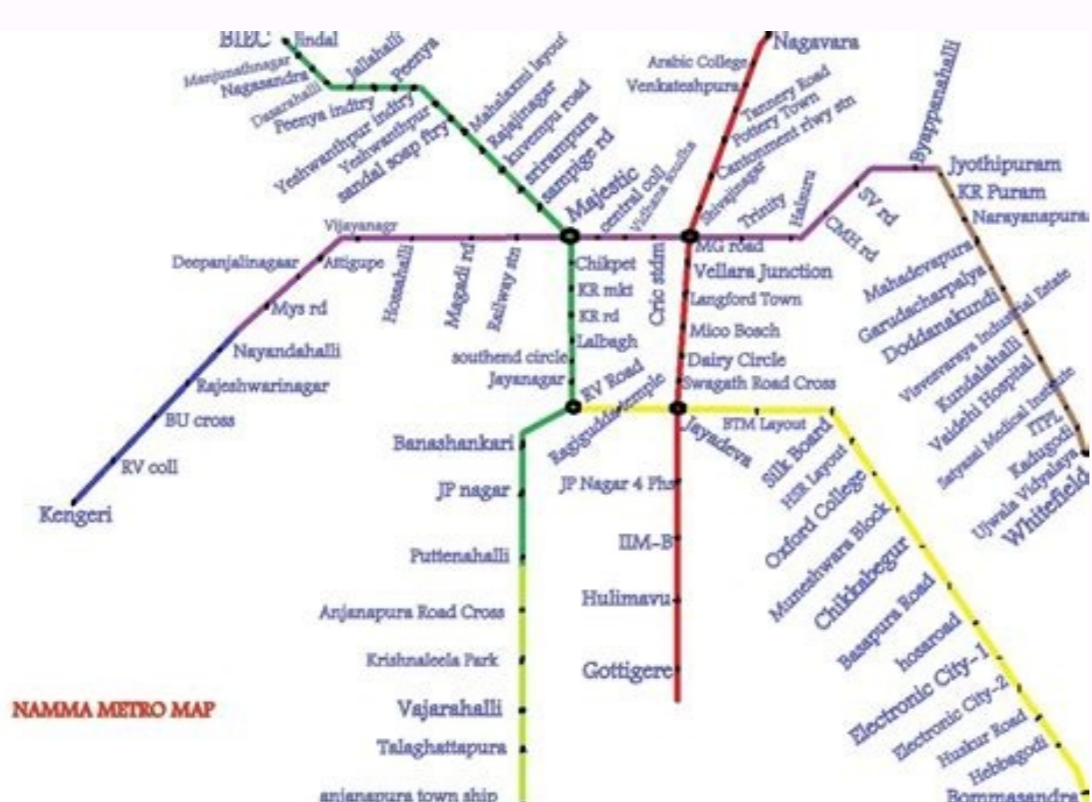 BIEC
Jindal
Manjunathnagar
Nagasandra
Dasarahalli
Jallahalli
Peenya
Peenya indtry
Yeshwanthpur indtry
Yeshwanthpur
sandal soap ftry
Mahalaxmi layout
Rajajinagar
kuvempu road
srirampura
sampige rd
Majestic
central coll
Vidhana soudha
Cric stdm
Nagavara
Arabic College
Venkateshpura
Tannery Road
Pottery Town
Cantonment rlwy stn
Shivajinagar
MG road
Trinity
Halsuru
CMH rd
SV rd
Byappanahalli
Jyothipuram
KR Puram
Narayanapura
Mahadevapura
Garudacharpalya
Doddanakundi
Visvesvaraya Industrial Estate
Kundalahalli
Vaidehi Hospital
Satyasai Medical Institute
ITPL
Kadugodi
Ujwala Vidyalaya
Whitefield
Vijayanagr
Deepanjalinagaar
Attigupe
Hossahalli
Magadi rd
Railway stn
Mys rd
Nayandahalli
Rajeshwarinagar
BU cross
RV coll
Kengeri
Chikpet
KR mkt
KR rd
Lalbagh
southend circle
Jayanagar
RV Road
Ragigudda temple
Vellara Junction
Langford Town
Mico Bosch
Dairy Circle
Swagath Road Cross
Jayadeva
BTM Layout
Silk Board
HSR Layout
Oxford College
Muneshwara Block
Chikkabegur
Basapura Road
hosaroad
Electronic City-1
Electronic City-2
Huskur Road
Hebbagodi
Bommasandra
Banashankari
JP nagar
Puttenahalli
Anjanapura Road Cross
Krishnaleela Park
Vajarahalli
Talaghattapura
anjanapura town ship
JP Nagar 4 Phs
IIM-B
Hulimavu
Gottigere
NAMMA METRO MAP